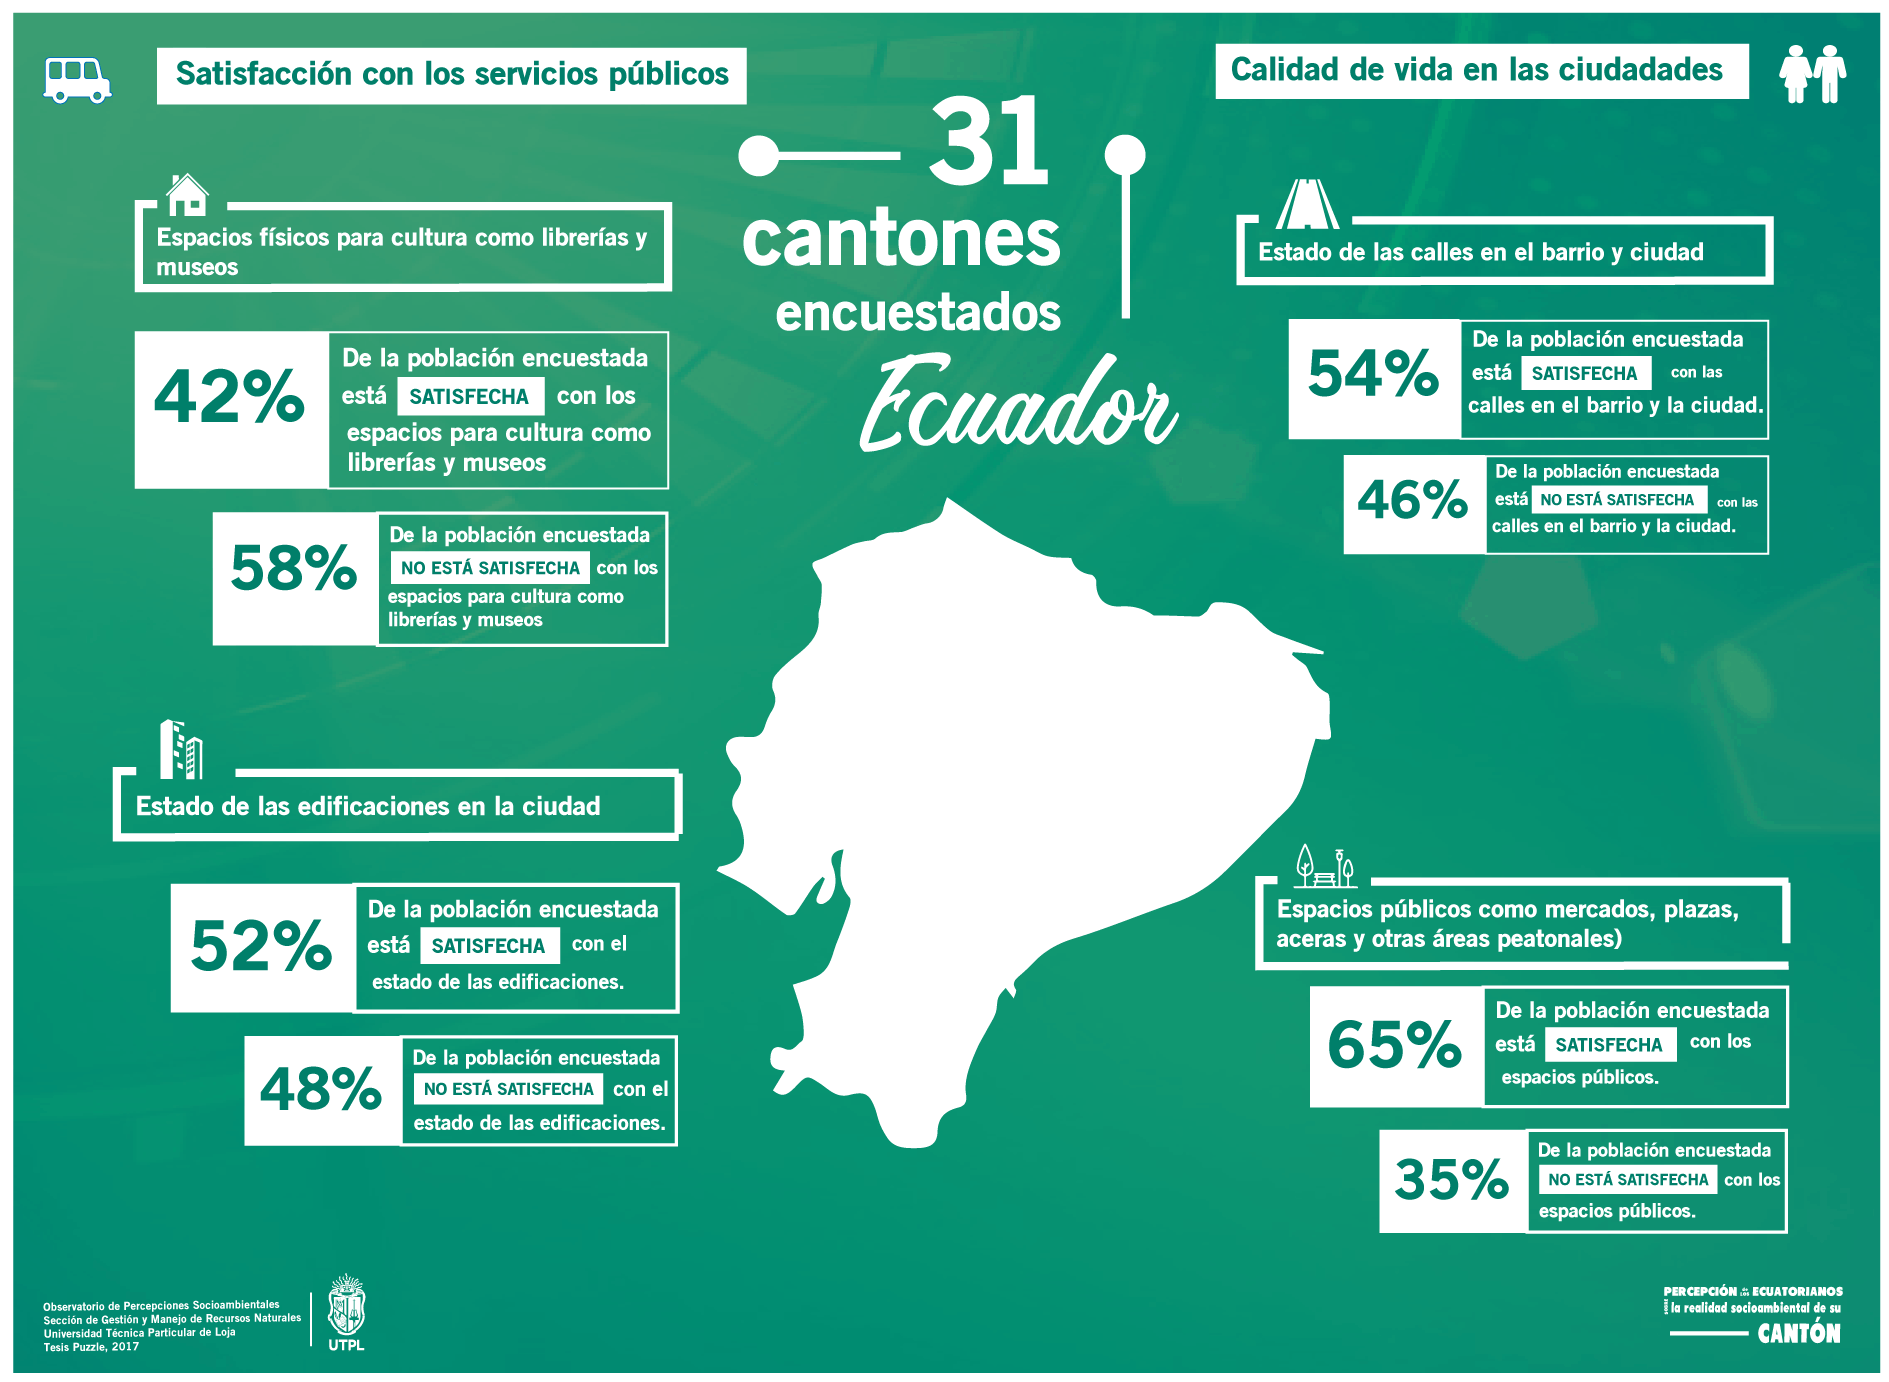 Satisfacción con los servicios públicos
Calidad de vida en las ciudadades
31
cantones
encuestados
Ecuador
Espacios físicos para cultura como librerías y
museos
42%
De la población encuestada
está SATISFECHA con los
espacios para cultura como
librerías y museos
58%
De la población encuestada
NO ESTÁ SATISFECHA con los
espacios para cultura como
librerías y museos
Estado de las edificaciones en la ciudad
52%
De la población encuestada
está SATISFECHA con el
estado de las edificaciones.
48%
De la población encuestada
NO ESTÁ SATISFECHA con el
estado de las edificaciones.
Estado de las calles en el barrio y ciudad
54%
De la población encuestada
está SATISFECHA con las
calles en el barrio y la ciudad.
46%
De la población encuestada
está NO ESTÁ SATISFECHA con las
calles en el barrio y la ciudad.
Espacios públicos como mercados, plazas,
aceras y otras áreas peatonales)
65%
De la población encuestada
está SATISFECHA con los
espacios públicos.
35%
De la población encuestada
NO ESTÁ SATISFECHA con los
espacios públicos.
Observatorio de Percepciones Socioambientales
Sección de Gestión y Manejo de Recursos Naturales
Universidad Técnica Particular de Loja
Tesis Puzzle, 2017
UTPL
PERCEPCIÓN de los ECUATORIANOS
SOBRE la realidad socioambiental de su
CANTÓN